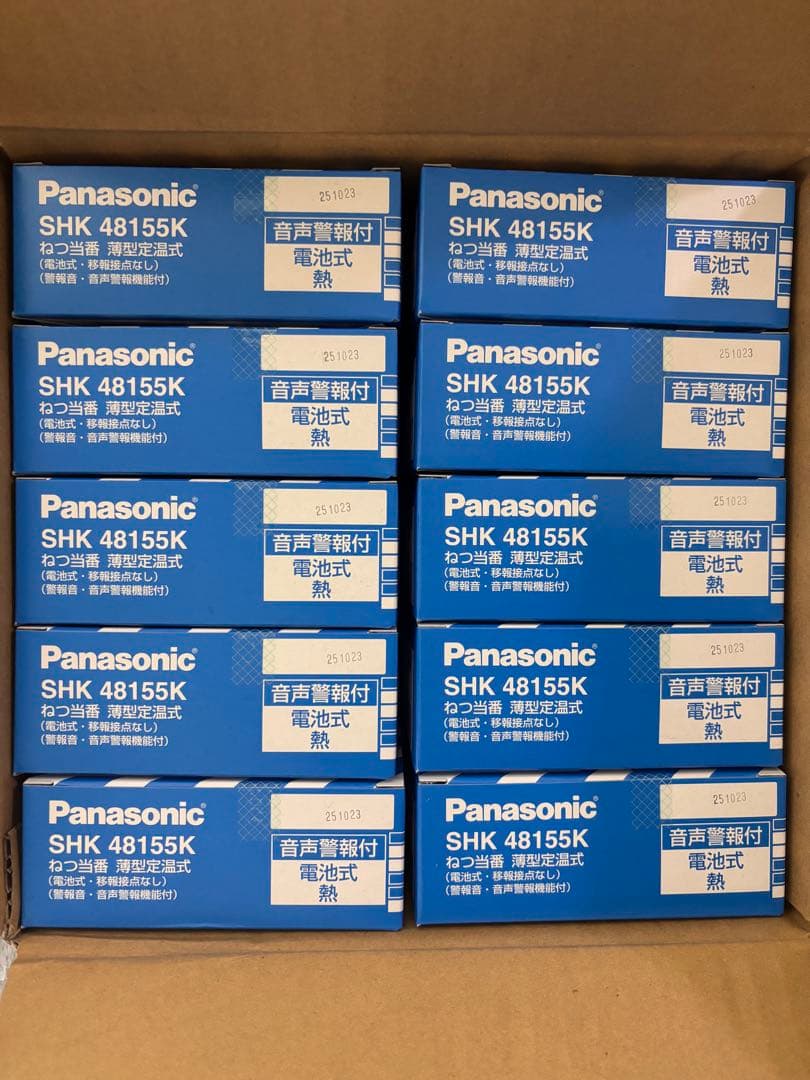 Panasonic
251023
SHK 48155K
音声警報付
ねつ当番 薄型定温式
電池式
(電池式・移報接点なし)
熱
(警報音・音声警報機能付)
Panasonic
251023
SHK 48155K
音声警報付
ねつ当番 薄型定温式
電池式
(電池式・移報接点なし)
熱
(警報音・音声警報機能付)
Panasonic
251023
SHK 48155K
音声警報付
ねつ当番 薄型定温式
電池式
(電池式・移報接点なし)
熱
(警報音・音声警報機能付)
Panasonic
251023
SHK 48155K
音声警報付
ねつ当番 薄型定温式
電池式
(電池式・移報接点なし)
熱
(警報音・音声警報機能付)
Panasonic
251023
SHK 48155K
音声警報付
ねつ当番 薄型定温式
電池式
(電池式・移報接点なし)
熱
(警報音・音声警報機能付)
Panasonic
251023
SHK 48155K
音声警報付
ねつ当番 薄型定温式
電池式
(電池式・移報接点なし)
熱
(警報音・音声警報機能付)
Panasonic
251023
SHK 48155K
音声警報付
ねつ当番 薄型定温式
電池式
(電池式・移報接点なし)
熱
(警報音・音声警報機能付)
Panasonic
251023
SHK 48155K
音声警報付
ねつ当番 薄型定温式
電池式
(電池式・移報接点なし)
熱
(警報音・音声警報機能付)
Panasonic
251023
SHK 48155K
音声警報付
ねつ当番 薄型定温式
電池式
(電池式・移報接点なし)
熱
(警報音・音声警報機能付)
Panasonic
251023
SHK 48155K
音声警報付
ねつ当番 薄型定温式
電池式
(電池式・移報接点なし)
熱
(警報音・音声警報機能付)